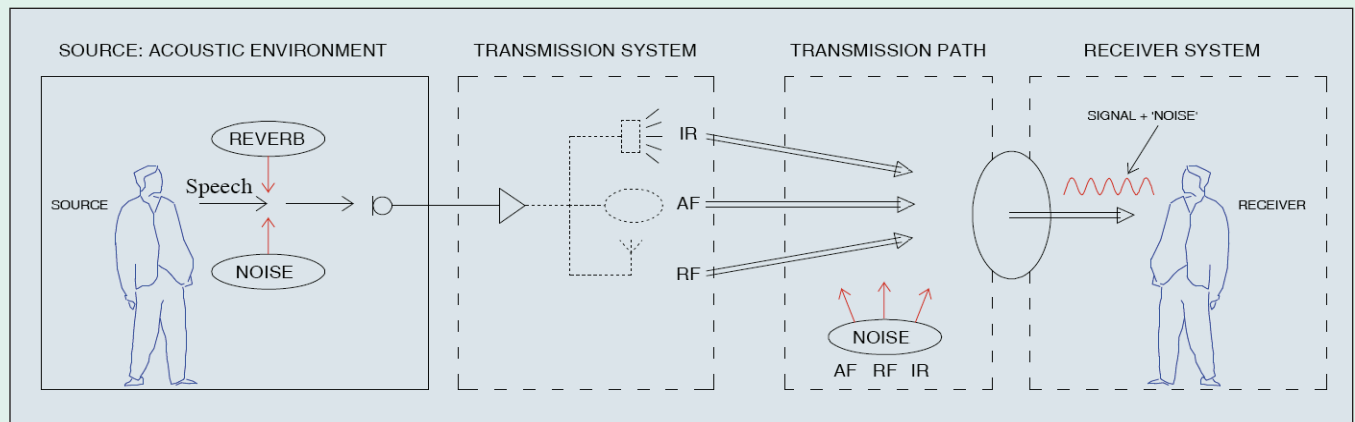 SOURCE: ACOUSTIC ENVIRONMENT
TRANSMISSION SYSTEM
TRANSMISSION PATH
RECEIVER SYSTEM
REVERB
Speech
SOURCE
NOISE
IR
AF
RF
NOISE
AF RF IR
SIGNAL + 'NOISE'
RECEIVER